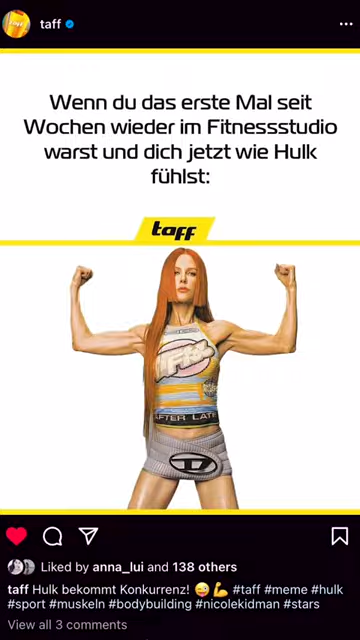 taff
taff
Wenn du das erste Mal seit
Wochen wieder im Fitnessstudio
warst und dich jetzt wie Hulk
fühlst:
taff
AFTER LATE
D
Liked by anna_lui and 138 others
taff Hulk bekommt Konkurrenz! 😜💪 #taff #meme #hulk
#sport #muskeln #bodybuilding #nicolekidman #stars
View all 3 comments